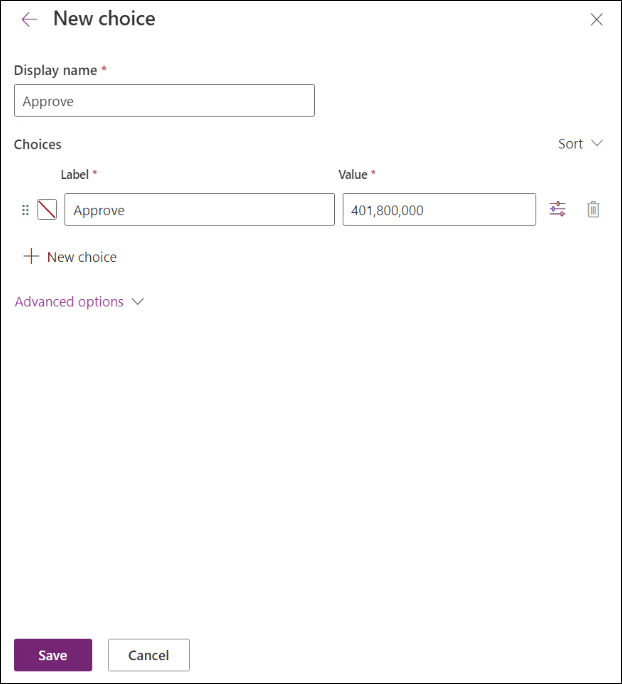 New choice
Display name *
Approve
Choices
Sort
Label * Value *
Approve 401,800,000
New choice
Advanced options
Save Cancel